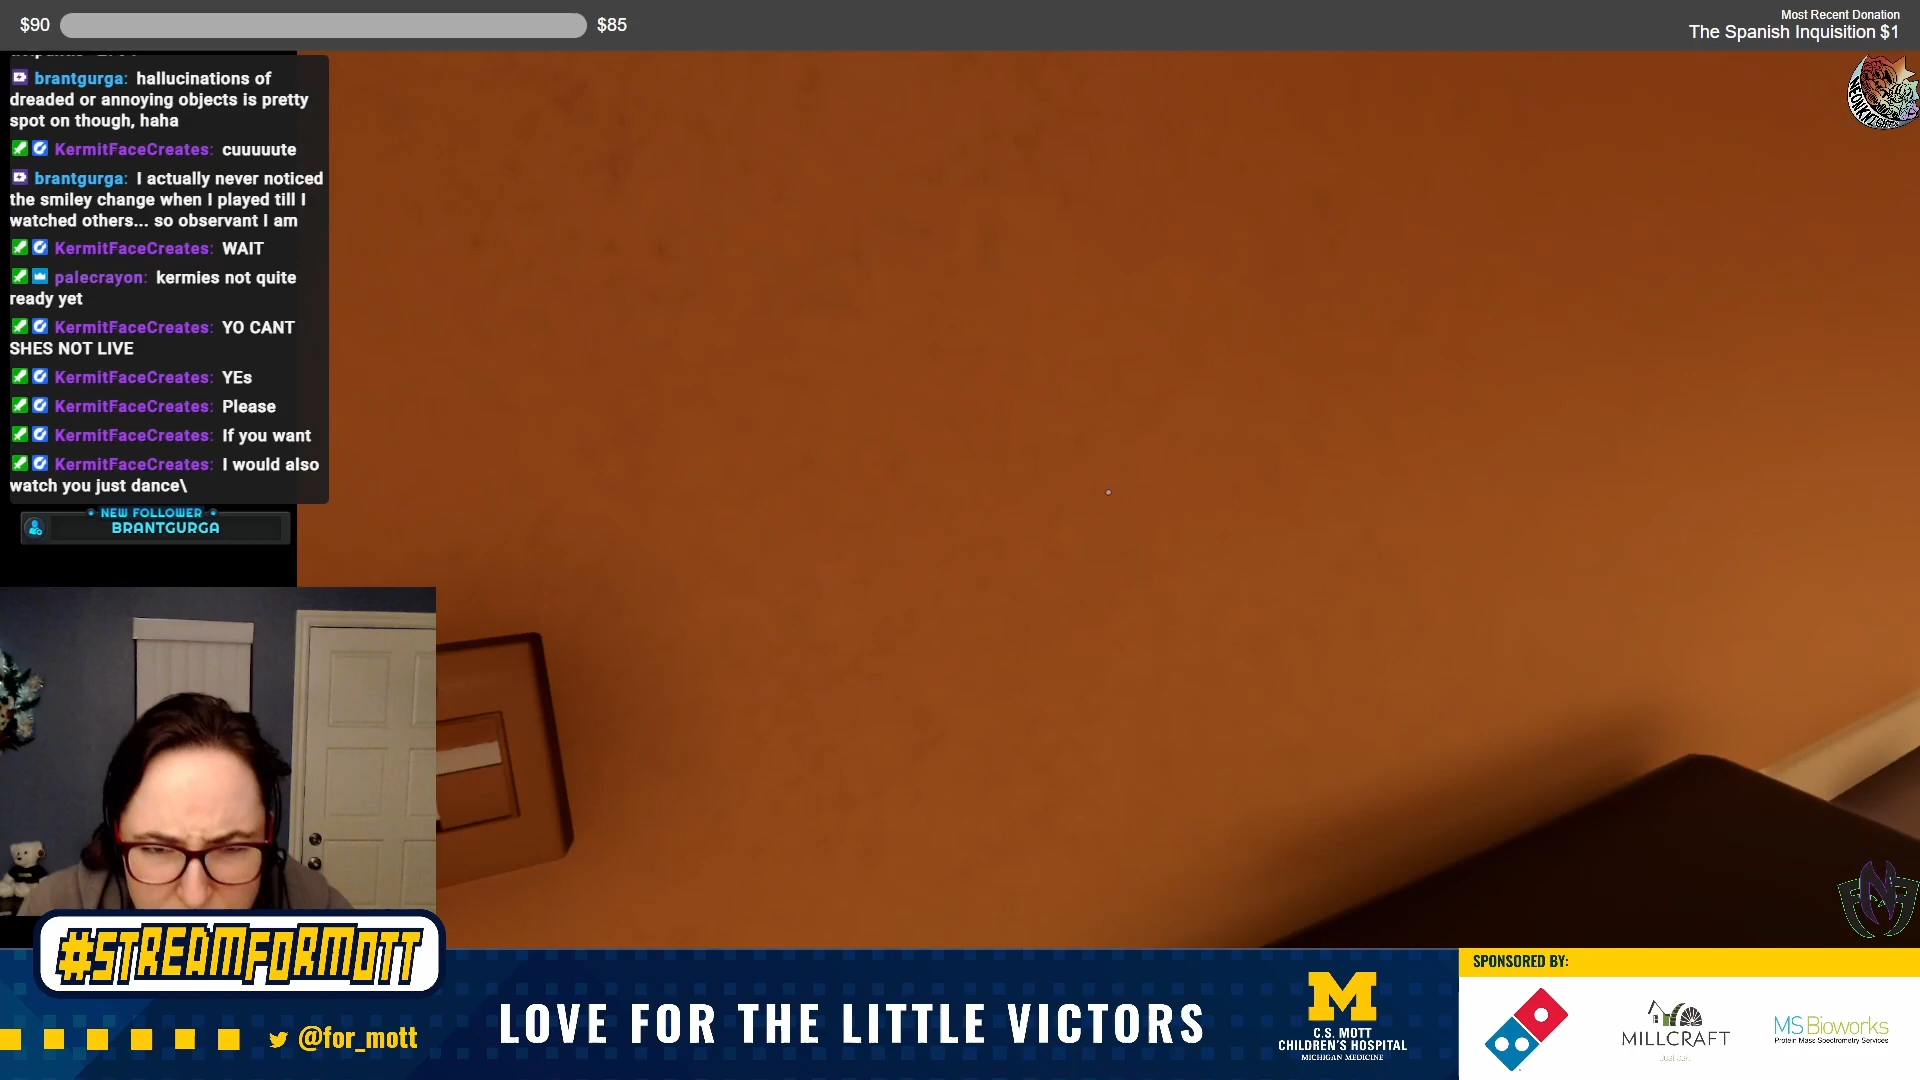 $90
$85
Most Recent Donation
The Spanish Inquisition $1
brantgurga: hallucinations of
dreaded or annoying objects is pretty
spot on though, haha
KermitFaceCreates: cuuuuute
brantgurga: I actually never noticed
the smiley change when I played till I
watched others... so observant I am
KermitFaceCreates: WAIT
palecrayon: kermies not quite
ready yet
KermitFaceCreates: YO CANT
SHES NOT LIVE
KermitFaceCreates: YEs
KermitFaceCreates: Please
KermitFaceCreates: If you want
KermitFaceCreates: I would also
watch you just dance\
NEW FOLLOWER
BRANTGURGA
#STREAMFORMOTT
@for_mott
LOVE FOR THE LITTLE VICTORS
M
C.S. MOTT
CHILDREN'S HOSPITAL
MICHIGAN MEDICINE
SPONSORED BY:
MILLCRAFT
MS Bioworks
Protein Mass Spectrometry Services